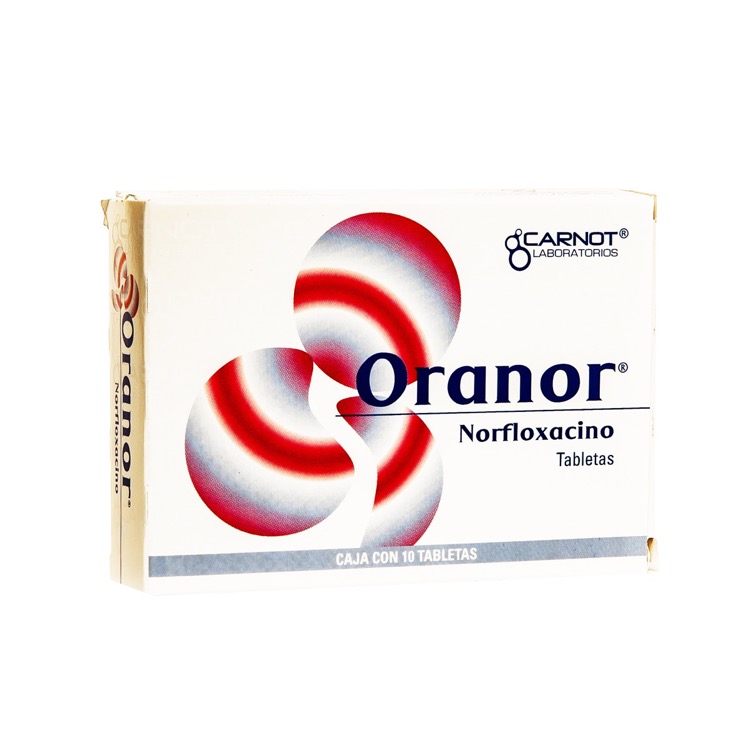 CARNOT®
LABORATORIOS
Oranor®
Norfloxacino
Tabletas
CAJA CON 10 TABLETAS
Oranor®
Norfloxacino